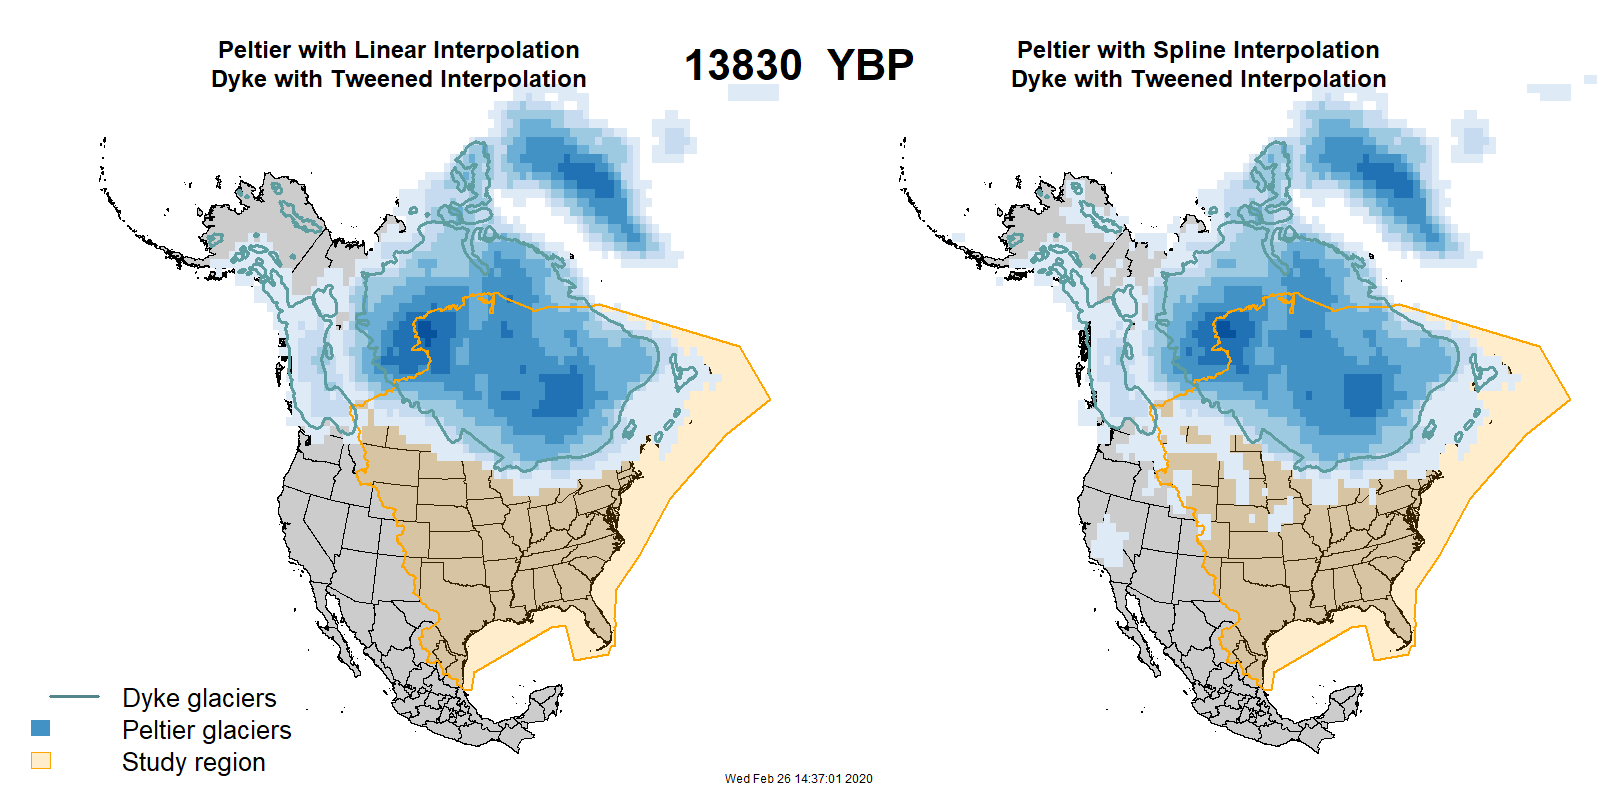 Peltier with Linear Interpolation
Dyke with Tweened Interpolation
13830 YBP
Peltier with Spline Interpolation
Dyke with Tweened Interpolation
Dyke glaciers
Peltier glaciers
Study region
Wed Feb 26 14:37:01 2020